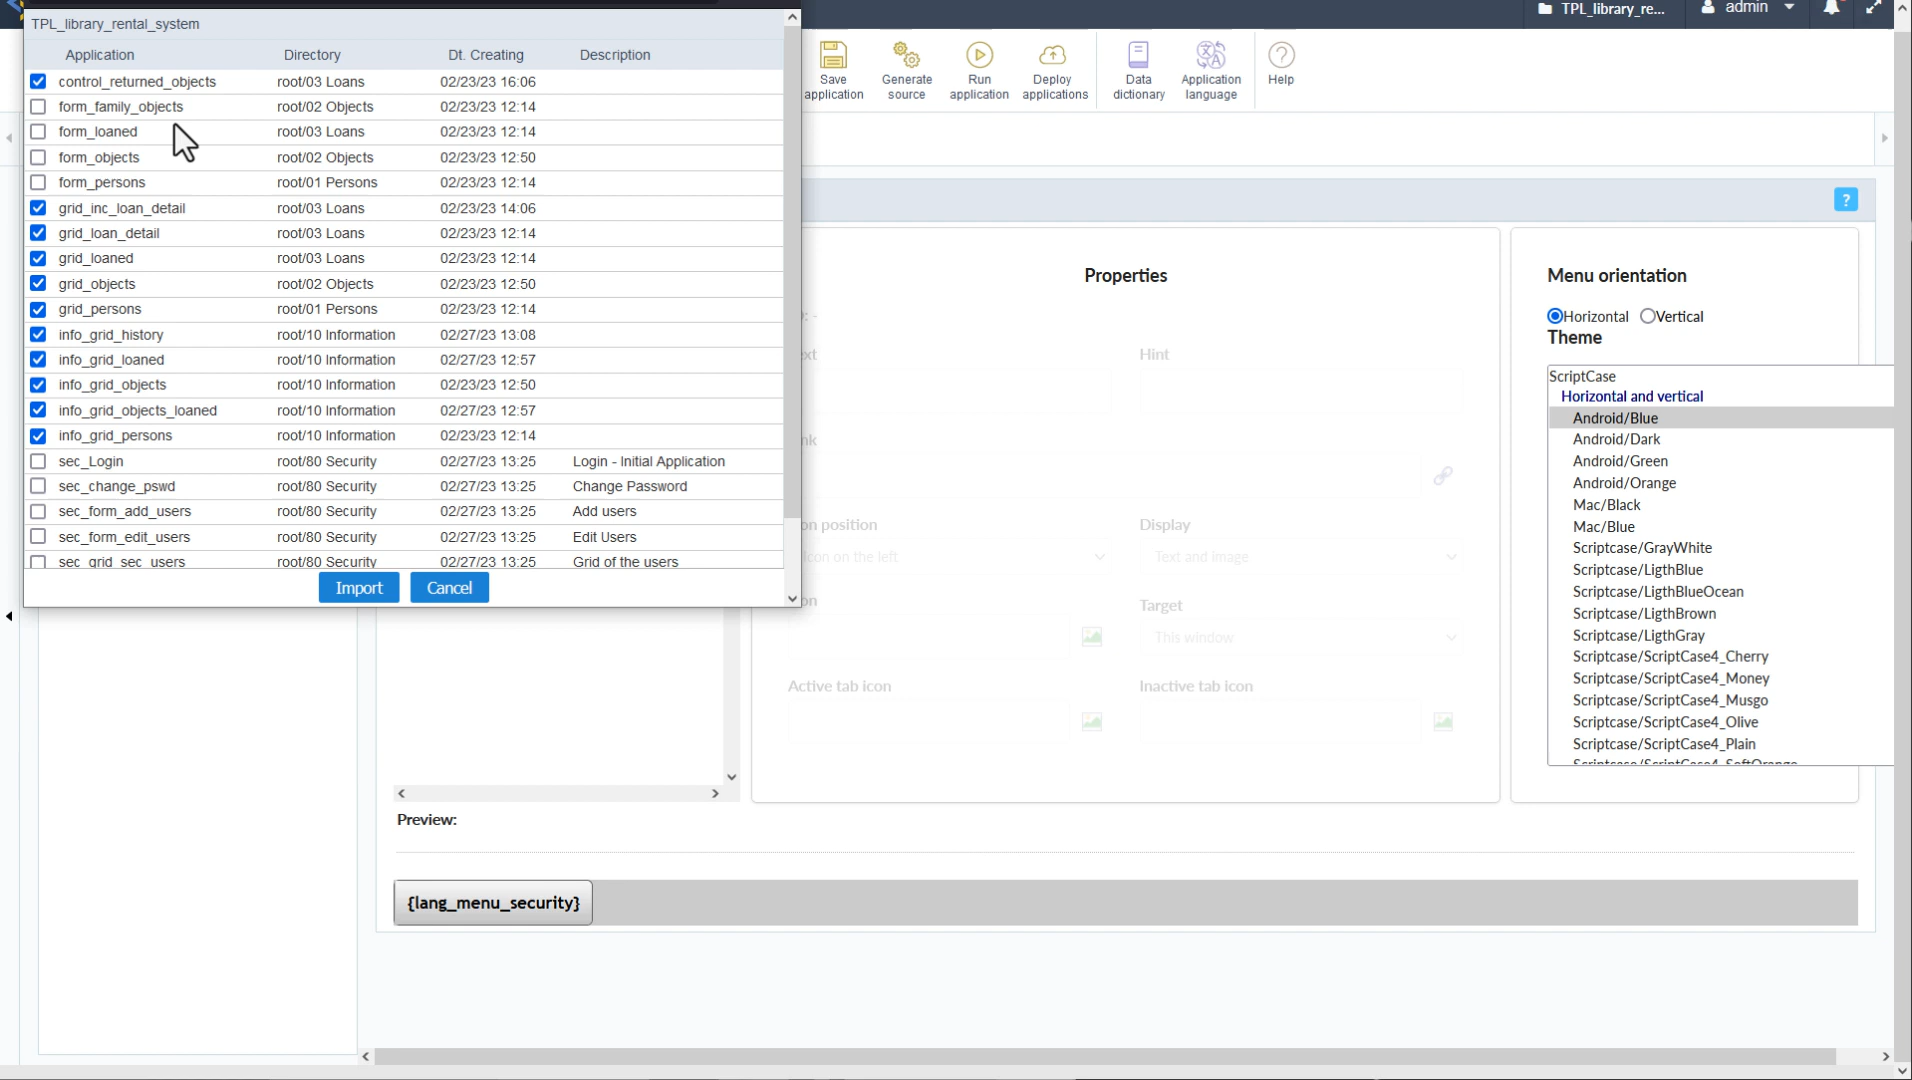 TPL_library_re...
admin
TPL_library_rental_system
Application Directory Dt. Creating Description
control_returned_objects root/03 Loans 02/23/23 16:06
form_family_objects root/02 Objects 02/23/23 12:14
form_loaned root/03 Loans 02/23/23 12:14
form_objects root/02 Objects 02/23/23 12:50
form_persons root/01 Persons 02/23/23 12:14
grid_inc_loan_detail root/03 Loans 02/23/23 14:06
grid_loan_detail root/03 Loans 02/23/23 12:14
grid_loaned root/03 Loans 02/23/23 12:14
grid_objects root/02 Objects 02/23/23 12:50
grid_persons root/01 Persons 02/23/23 12:14
info_grid_history root/10 Information 02/27/23 13:08
info_grid_loaned root/10 Information 02/27/23 12:57
info_grid_objects root/10 Information 02/23/23 12:50
info_grid_objects_loaned root/10 Information 02/27/23 12:57
info_grid_persons root/10 Information 02/23/23 12:14
sec_Login root/80 Security 02/27/23 13:25 Login - Initial Application
sec_change_pswd root/80 Security 02/27/23 13:25 Change Password
sec_form_add_users root/80 Security 02/27/23 13:25 Add users
sec_form_edit_users root/80 Security 02/27/23 13:25 Edit Users
sec_grid_sec_users root/80 Security 02/27/23 13:25 Grid of the users
Import Cancel
Save
application
Generate
source
Run
application
Deploy
applications
Data
dictionary
Application
language
Help
?
Properties
Hint
on position
Icon on the left
Display
Text and Image
Target
This window
Active tab icon
Inactive tab icon
Menu orientation
Horizontal Vertical
Theme
ScriptCase
Horizontal and vertical
Android/Blue
Android/Dark
Android/Green
Android/Orange
Mac/Black
Mac/Blue
Scriptcase/GrayWhite
Scriptcase/LigthBlue
Scriptcase/LigthBlueOcean
Scriptcase/LigthBrown
Scriptcase/LigthGray
Scriptcase/ScriptCase4_Cherry
Scriptcase/ScriptCase4_Money
Scriptcase/ScriptCase4_Musgo
Scriptcase/ScriptCase4_Olive
Scriptcase/ScriptCase4_Plain
Scriptcase/ScriptCase4_SoftOrange
Preview:
{lang_menu_security}